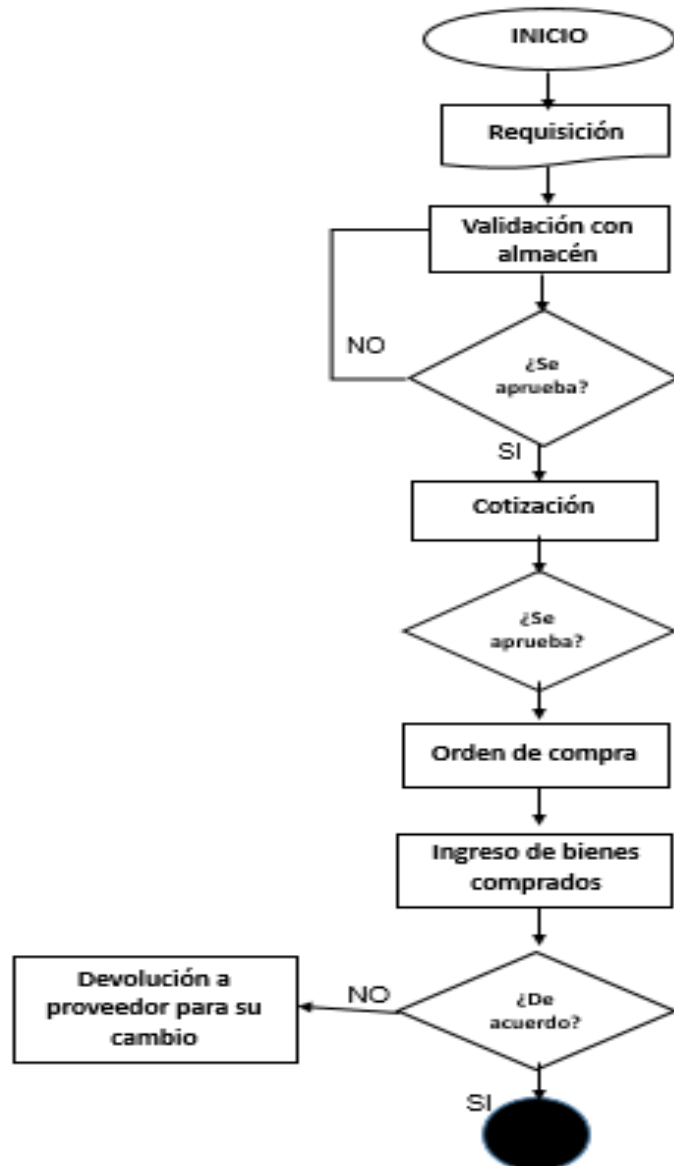 INICIO
Requisición
Validación con
almacén
NO
¿Se
aprueba?
SI
Cotización
¿Se
aprueba?
Orden de compra
Ingreso de bienes
comprados
Devolución a
proveedor para su
cambio
NO
¿De
acuerdo?
SI